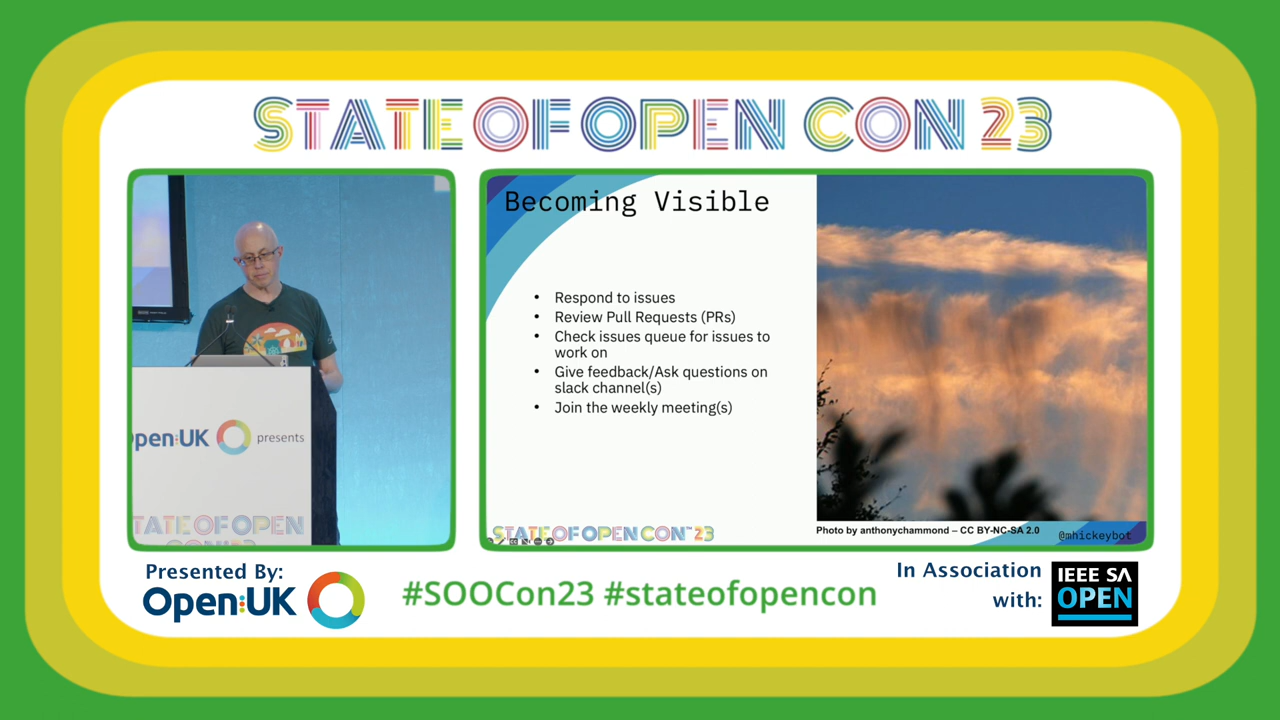 STATE OF OPEN CON 23
Becoming Visible
• Respond to issues
• Review Pull Requests (PRs)
• Check issues queue for issues to
work on
• Give feedback/Ask questions on
slack channel(s)
• Join the weekly meeting(s)
pen:UK presents
TATE OF OPEN CON
STATE OF OPEN CON™ 23
Photo by anthonychammond – CC BY-NC-SA 2.0
@mhickeybot
Presented By:
Open:UK
#SOOCon23 #stateofopencon
In Association
with:
IEEE SA
OPEN